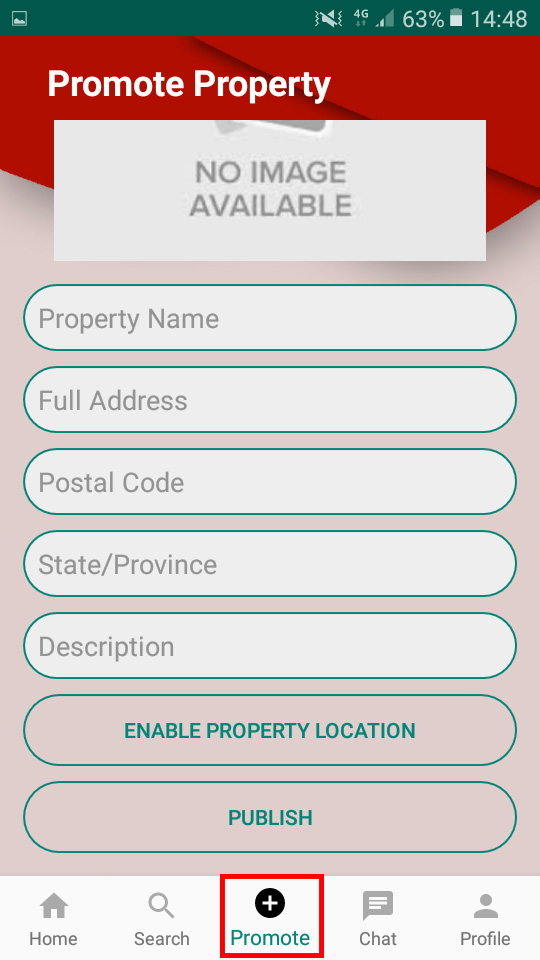 4G 63% 14:48
Promote Property
NO IMAGE
AVAILABLE
Property Name
Full Address
Postal Code
State/Province
Description
ENABLE PROPERTY LOCATION
PUBLISH
Home Search Promote Chat Profile